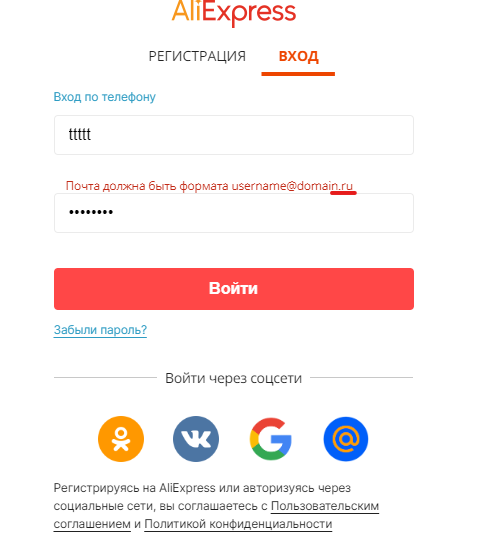 AliExpress
РЕГИСТРАЦИЯ ВХОД
Вход по телефону
ttttt
Почта должна быть формата username@domain.ru
••••••••
Войти
Забыли пароль?
Войти через соцсети
Регистрируясь на AliExpress или авторизуясь через
социальные сети, вы соглашаетесь с Пользовательским
соглашением и Политикой конфиденциальности